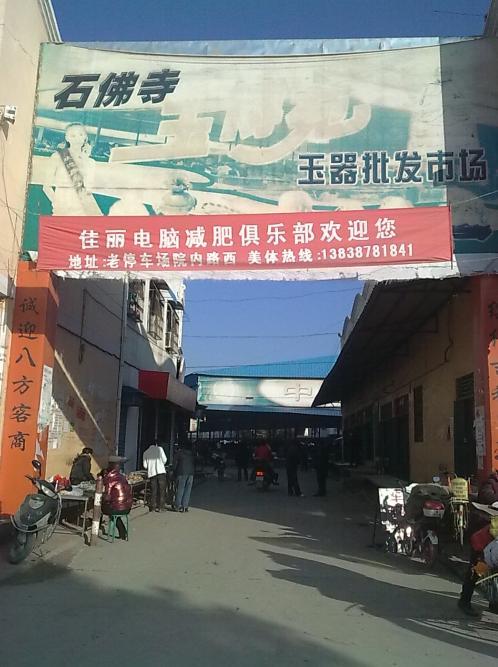 石佛寺
玉器批发市场
佳丽电脑减肥俱乐部欢迎您
地址:老停车场院内路西 美体热线:13838781841
诚迎八方客商
中